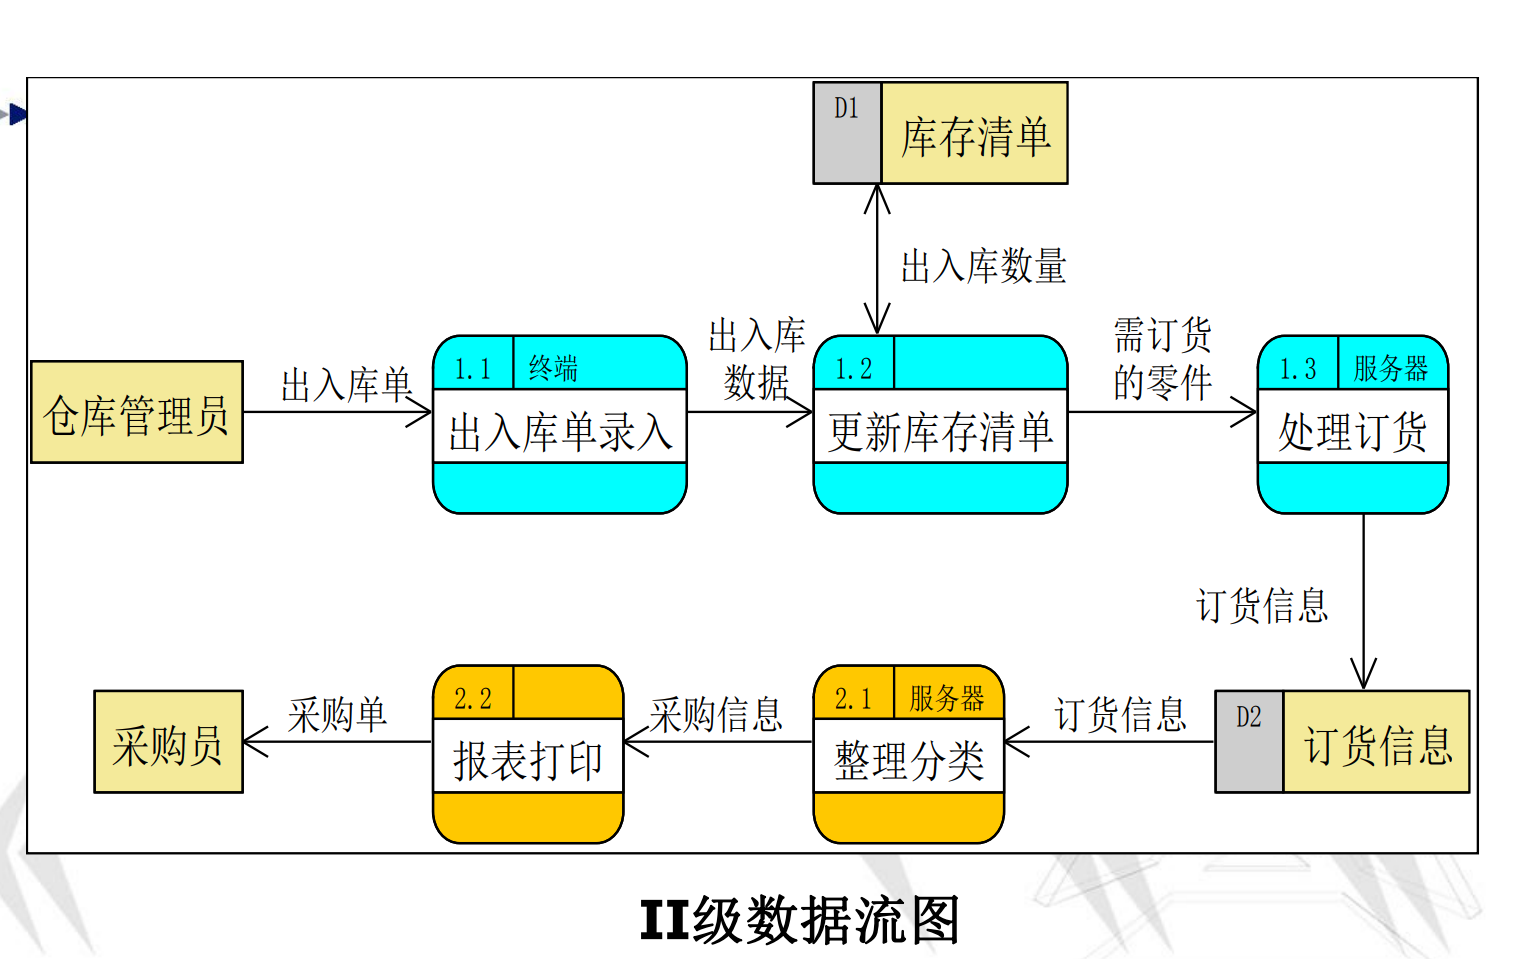 D1
库存清单
出入库数量
出入库
数据
需订货
的零件
仓库管理员
出入库单
1.1 终端
出入库单录入
1.2
更新库存清单
1.3 服务器
处理订货
订货信息
采购员
采购单
2.2
报表打印
采购信息
2.1 服务器
整理分类
订货信息
D2
订货信息
II级数据流图